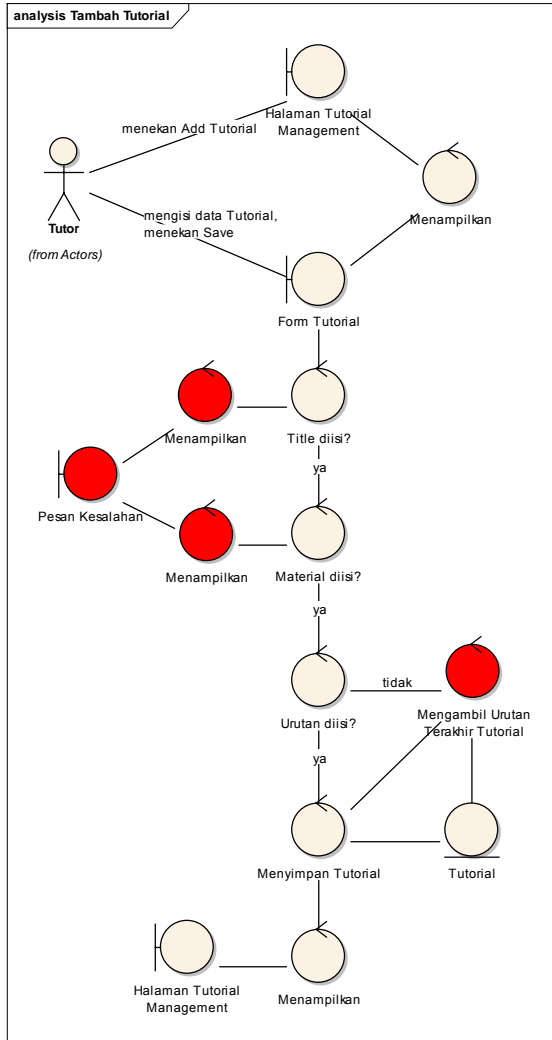 analysis Tambah Tutorial
menekan Add Tutorial
Halaman Tutorial
Management
Menampilkan
Tutor
(from Actors)
mengisi data Tutorial,
menekan Save
Form Tutorial
Menampilkan
Title diisi?
ya
Pesan Kesalahan
Menampilkan
Material diisi?
ya
Urutan diisi?
tidak
Mengambil Urutan
Terakhir Tutorial
ya
Menyimpan Tutorial
Tutorial
Halaman Tutorial
Management
Menampilkan